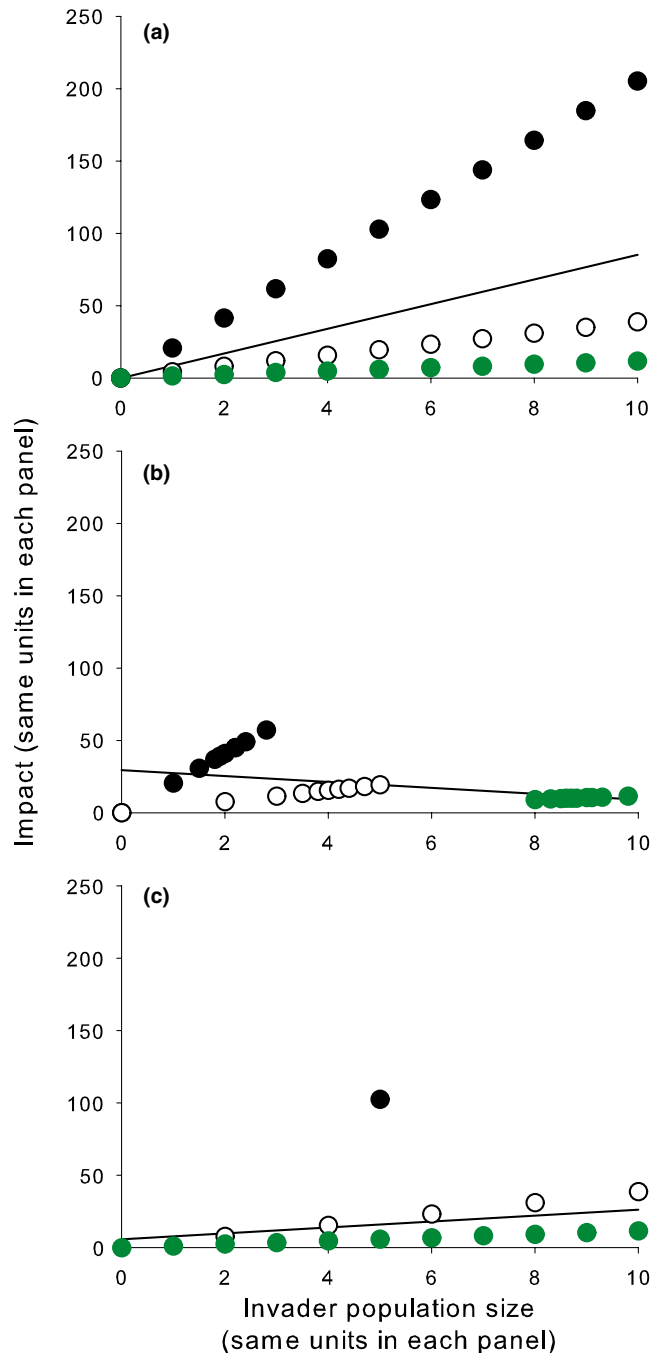 (a)
250
200
150
100
50
0
0 2 4 6 8 10
(b)
250
200
150
100
50
0
0 2 4 6 8 10
(c)
250
200
150
100
50
0
0 2 4 6 8 10
Impact (same units in each panel)
Invader population size
(same units in each panel)